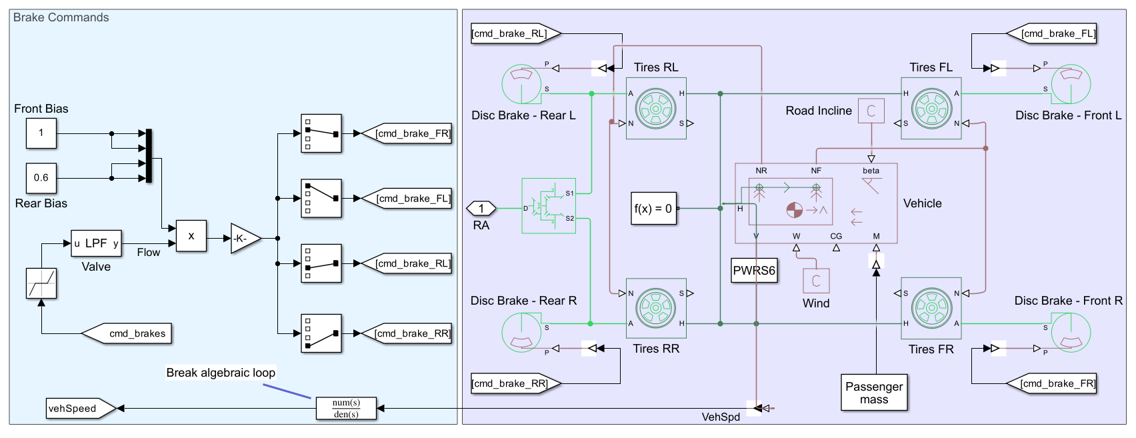 Brake Commands
Front Bias
1
0.6
Rear Bias
u LPF y
Valve
Flow
x
-K-
cmd_brakes
[cmd_brake_FR]
[cmd_brake_FL]
[cmd_brake_RL]
[cmd_brake_RR]
Break algebraic loop
vehSpeed
num(s)
den(s)
[cmd_brake_RL]
P
S
Disc Brake - Rear L
Tires RL
A
H
N
S
1
RA
D
S1
S2
f(x) = 0
PWRS6
Road Incline
C
NR
NF
beta
H
V
W
CG
M
Vehicle
C
Wind
Tires FL
H
A
S
N
[cmd_brake_FL]
P
S
Disc Brake - Front L
Disc Brake - Rear R
S
P
[cmd_brake_RR]
N
S
A
H
Tires RR
Passenger
mass
VehSpd
S
N
H
A
Tires FR
Disc Brake - Front R
S
P
[cmd_brake_FR]